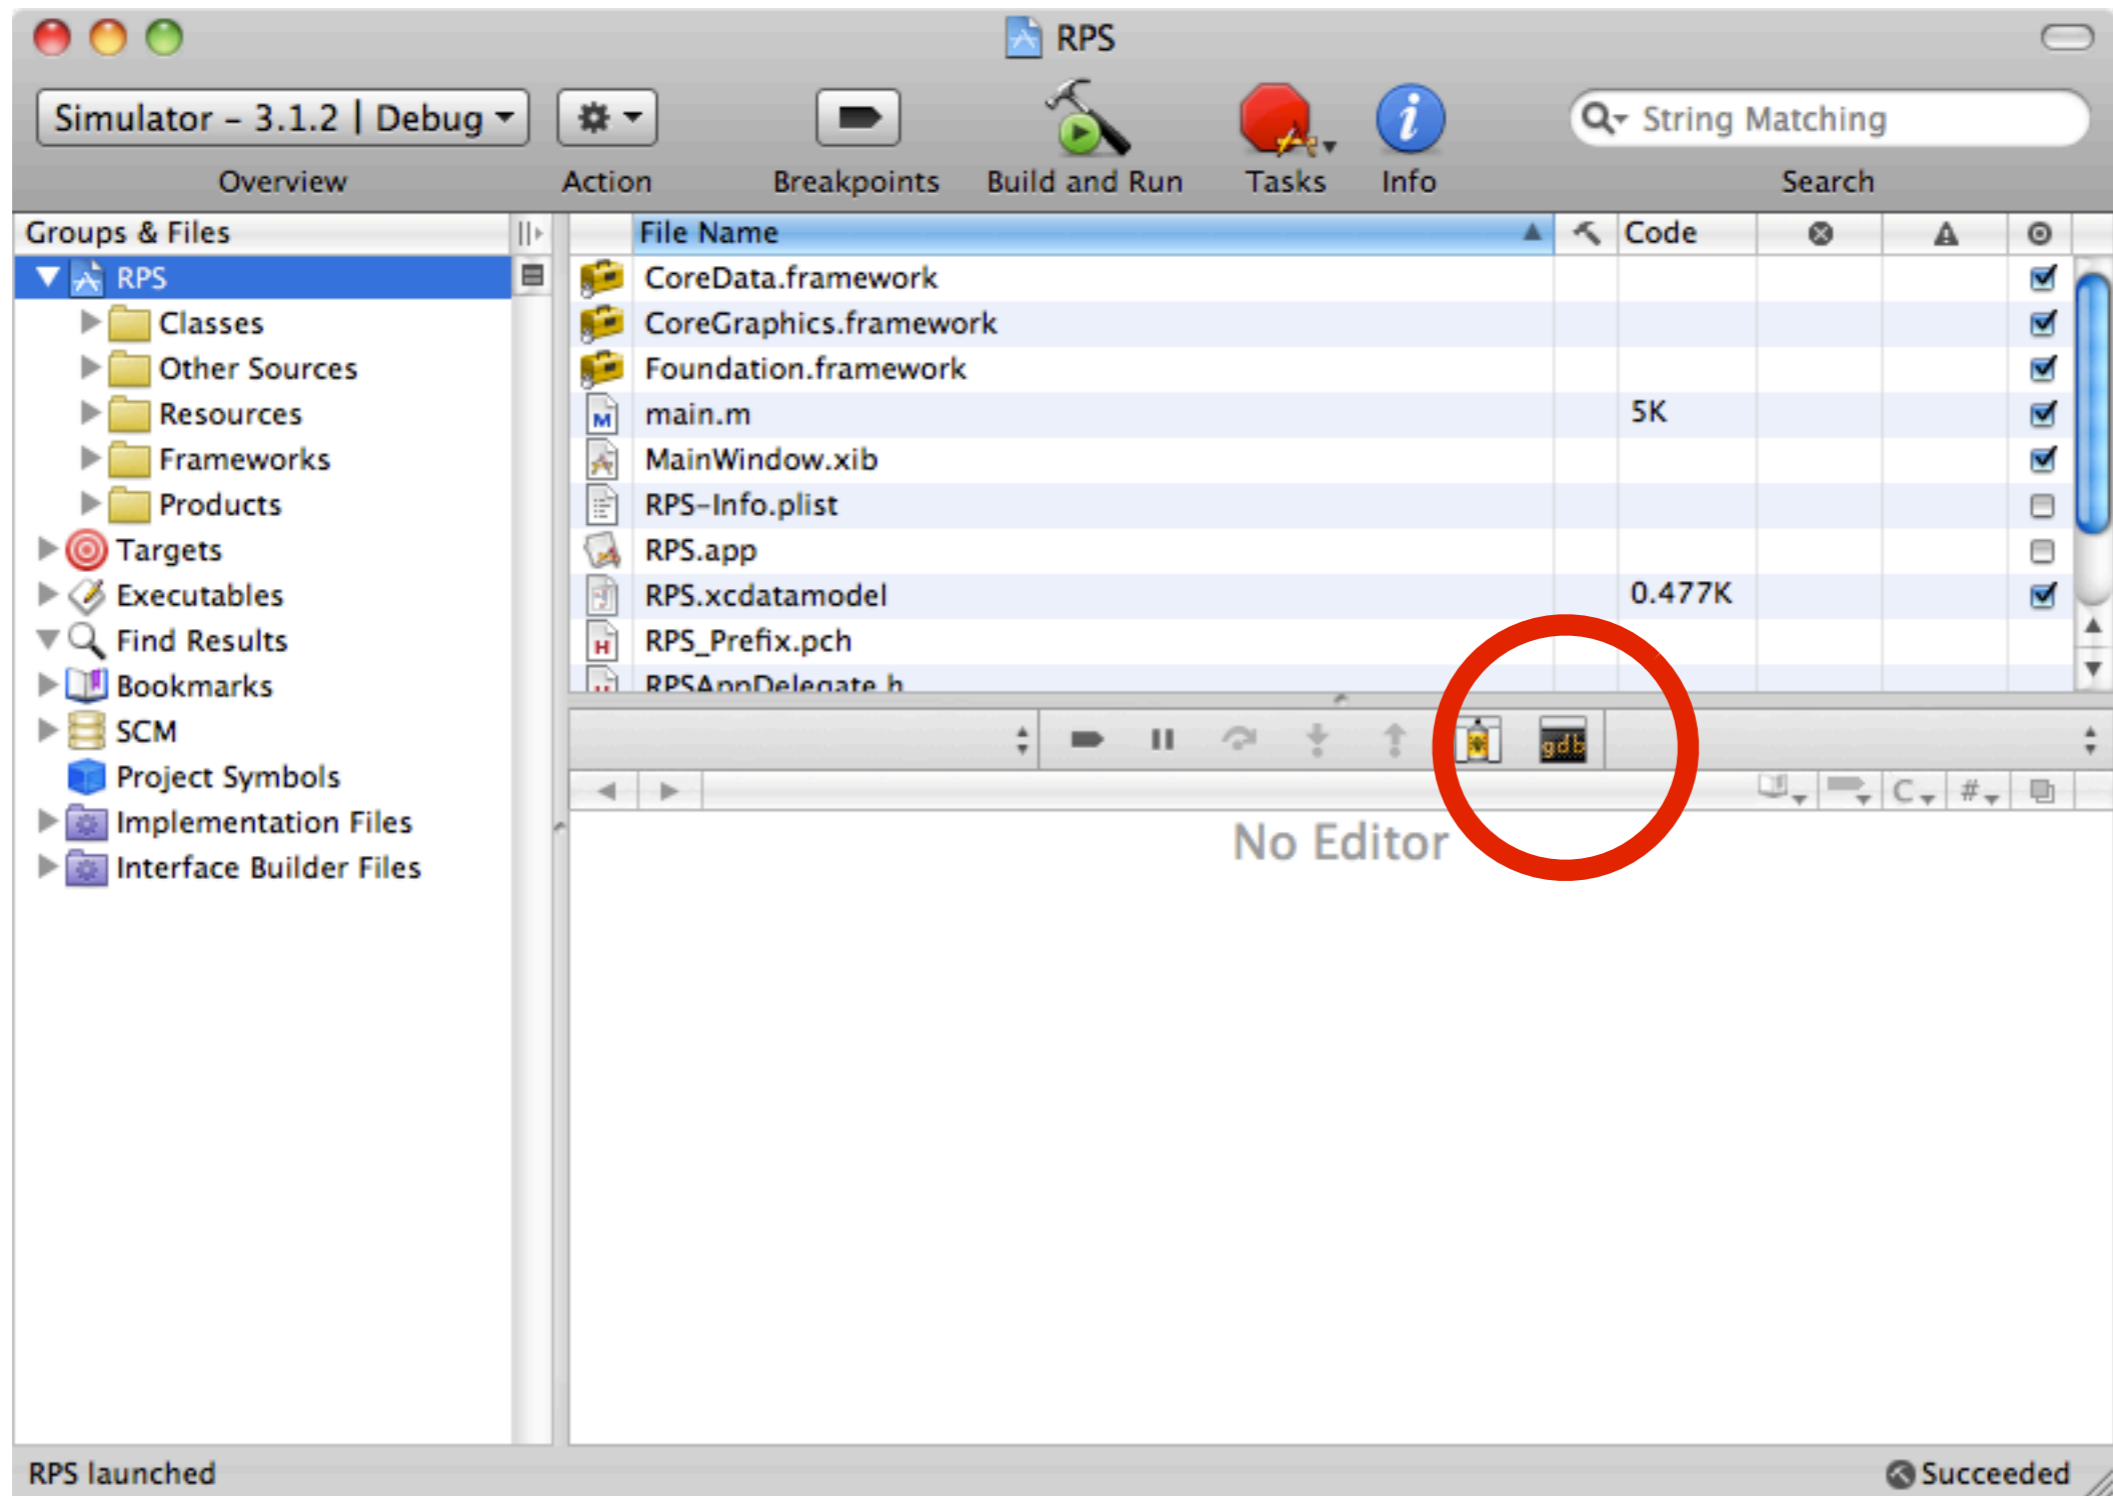 RPS
Simulator – 3.1.2 | Debug
String Matching
Overview
Action
Breakpoints
Build and Run
Tasks
Info
Search
Groups & Files
File Name
Code
RPS
Classes
Other Sources
Resources
Frameworks
Products
Targets
Executables
Find Results
Bookmarks
SCM
Project Symbols
Implementation Files
Interface Builder Files
CoreData.framework
CoreGraphics.framework
Foundation.framework
main.m 5K
MainWindow.xib
RPS-Info.plist
RPS.app
RPS.xcdatamodel 0.477K
RPS_Prefix.pch
RPSAppDelegate.h
gdb
C
#
No Editor
RPS launched
Succeeded